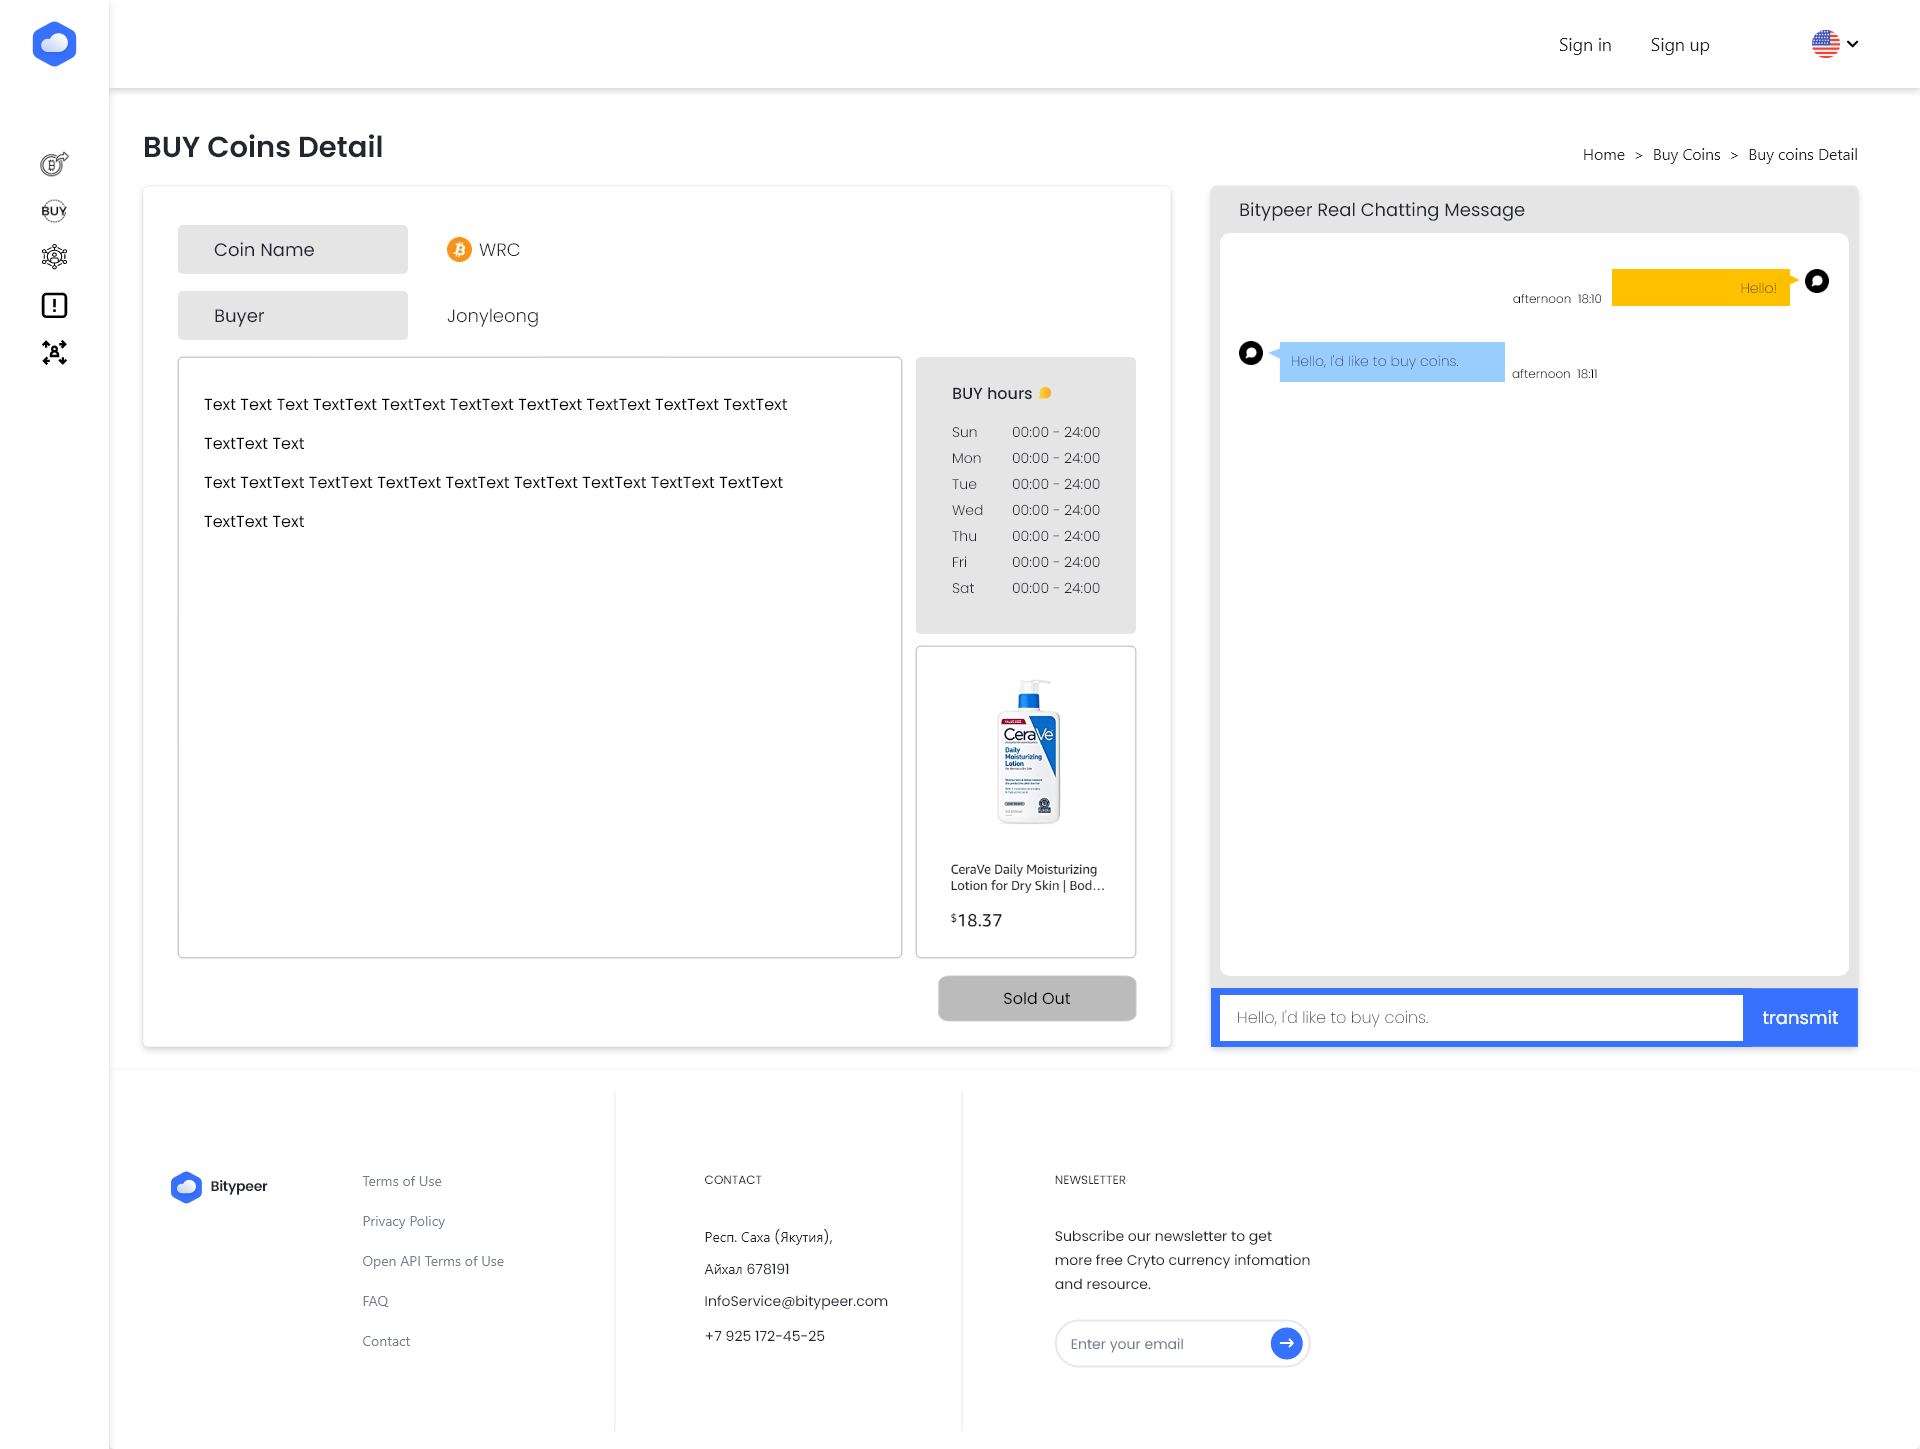 Sign in
Sign up
BUY Coins Detail
Home > Buy Coins > Buy coins Detail
BUY
Coin Name
WRC
Buyer
Jonyleong
Text Text Text TextText TextText TextText TextText TextText TextText TextText
TextText Text
Text TextText TextText TextText TextText TextText TextText TextText TextText
TextText Text
BUY hours
Sun 00:00 - 24:00
Mon 00:00 - 24:00
Tue 00:00 - 24:00
Wed 00:00 - 24:00
Thu 00:00 - 24:00
Fri 00:00 - 24:00
Sat 00:00 - 24:00
CeraVe
Daily
Moisturizing
Lotion
CeraVe Daily Moisturizing
Lotion for Dry Skin | Bod...
$18.37
Sold Out
Bitypeer Real Chatting Message
afternoon 18:10
Hello!
Hello, I'd like to buy coins.
afternoon 18:11
Hello, I'd like to buy coins.
transmit
Bitypeer
Terms of Use
Privacy Policy
Open API Terms of Use
FAQ
Contact
CONTACT
Респ. Саха (Якутия),
Айхал 678191
InfoService@bitypeer.com
+7 925 172-45-25
NEWSLETTER
Subscribe our newsletter to get
more free Cryto currency infomation
and resource.
Enter your email